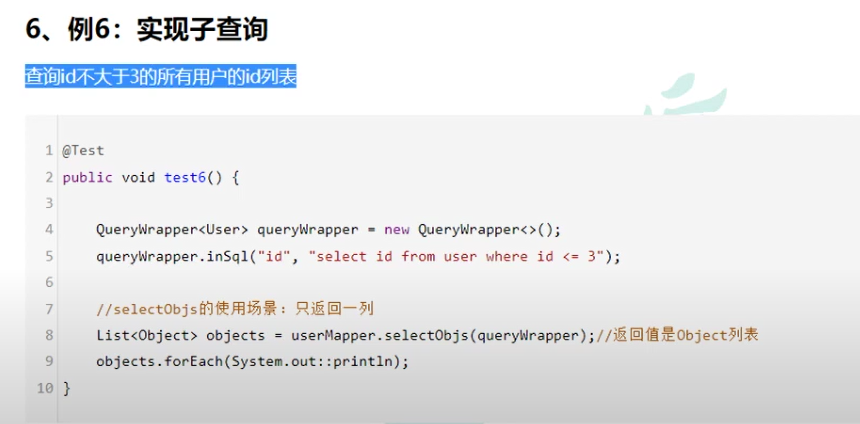 6、例6：实现子查询
查询id不大于3的所有用户的id列表
1 @Test
2 public void test6() {
3
4     QueryWrapper<User> queryWrapper = new QueryWrapper<>();
5     queryWrapper.inSql("id", "select id from user where id <= 3");
6
7     //selectObjs的使用场景：只返回一列
8     List<Object> objects = userMapper.selectObjs(queryWrapper);//返回值是Object列表
9     objects.forEach(System.out::println);
10 }